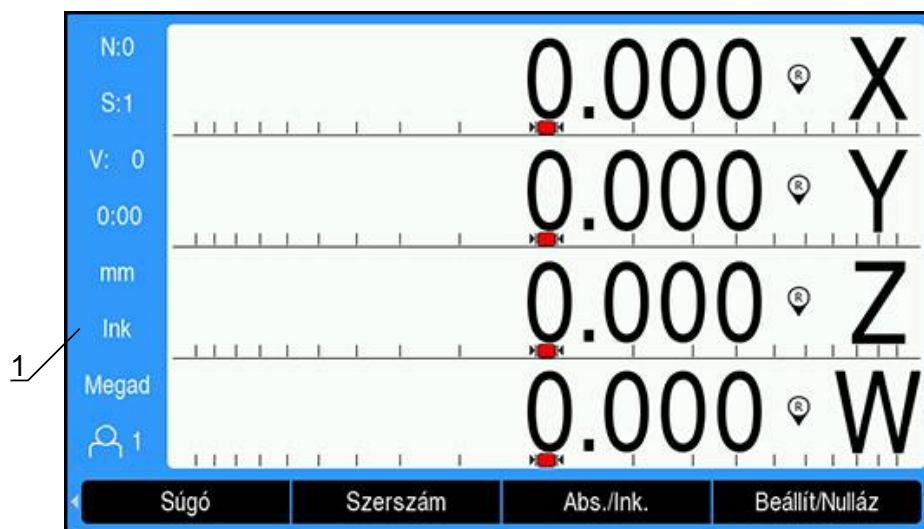 N:0
S:1
V: 0
0:00
mm
Ink
Megad
1
0.000 R X
0.000 R Y
0.000 R Z
0.000 R W
Súgó Szerszám Abs./Ink. Beállít/Nulláz
1